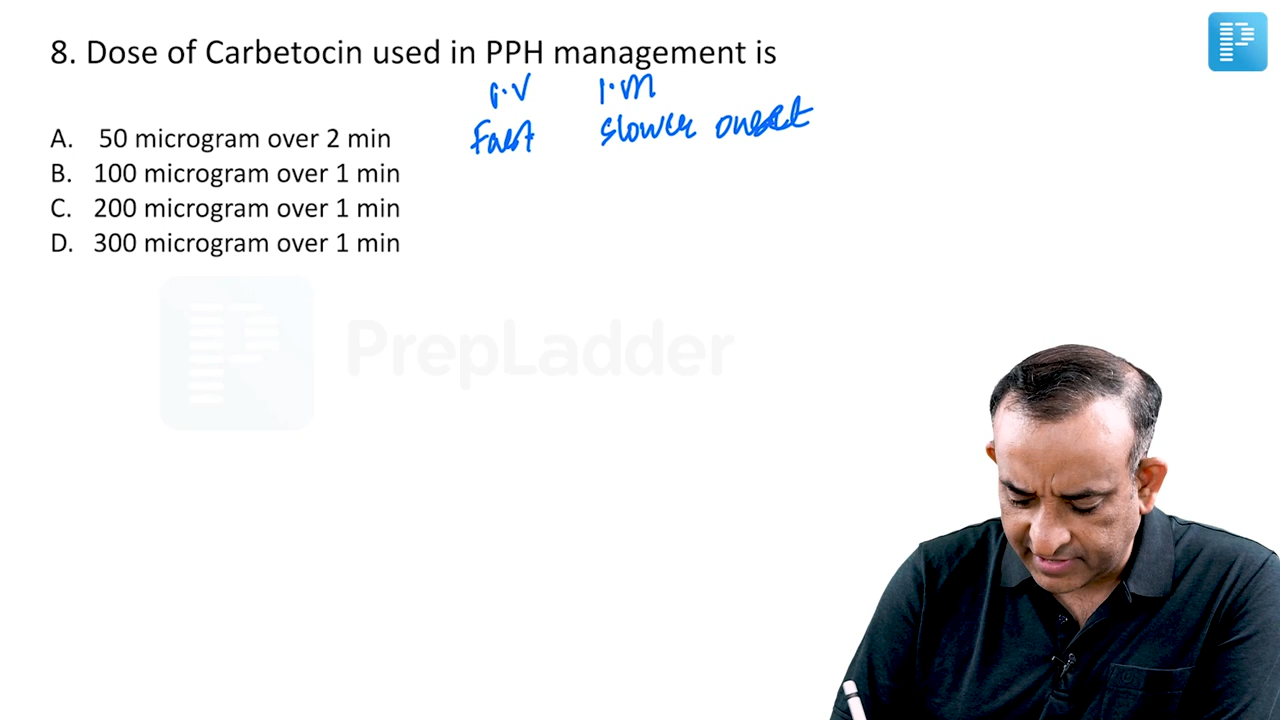 8. Dose of Carbetocin used in PPH management is
i.v i.m
Fast slower onset
A. 50 microgram over 2 min
B. 100 microgram over 1 min
C. 200 microgram over 1 min
D. 300 microgram over 1 min
PrepLadder